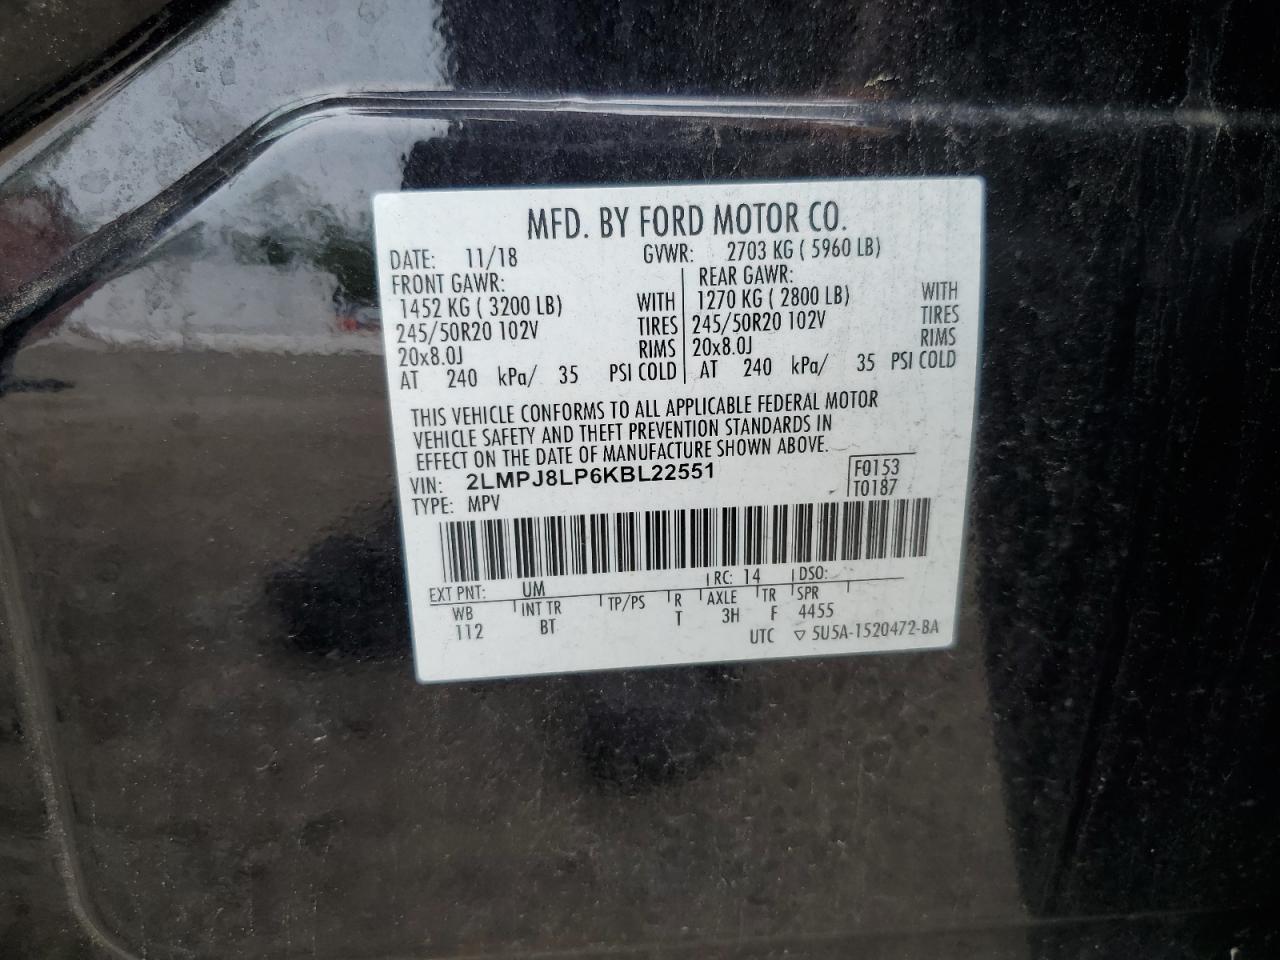 MFD. BY FORD MOTOR CO.
DATE: 11/18 GVWR: 2703 KG ( 5960 LB)
FRONT GAWR: REAR GAWR:
1452 KG ( 3200 LB) WITH 1270 KG ( 2800 LB) WITH
245/50R20 102V TIRES 245/50R20 102V TIRES
20x8.0J RIMS 20x8.0J RIMS
AT 240 kPa/ 35 PSI COLD AT 240 kPa/ 35 PSI COLD
THIS VEHICLE CONFORMS TO ALL APPLICABLE FEDERAL MOTOR
VEHICLE SAFETY AND THEFT PREVENTION STANDARDS IN
EFFECT ON THE DATE OF MANUFACTURE SHOWN ABOVE.
VIN: 2LMPJ8LP6KBL22551 F0153
TYPE: MPV T0187
EXT PNT: UM RC: 14 DSO:
WB INT TR TP/PS R AXLE TR SPR
112 BT T 3H F 4455
UTC ▽ 5U5A-1520472-BA